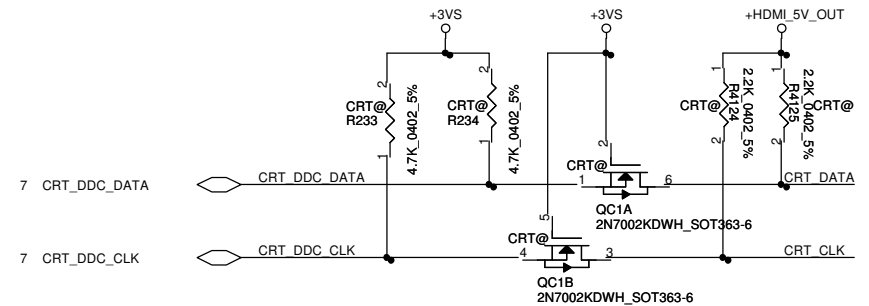 +3VS
+3VS
+HDMI_5V_OUT
2
CRT@
R233
1
4.7K_0402_5%
2
CRT@
R234
1
4.7K_0402_5%
1
CRT@
R4124
2
2.2K_0402_5%
1
R4125
2
2.2K_0402_5%
CRT@
7 CRT_DDC_DATA
CRT_DDC_DATA
CRT@
2
1
6
CRT_DATA
QC1A
2N7002KDWH_SOT363-6
7 CRT_DDC_CLK
CRT_DDC_CLK
CRT@
5
4
3
CRT_CLK
QC1B
2N7002KDWH_SOT363-6